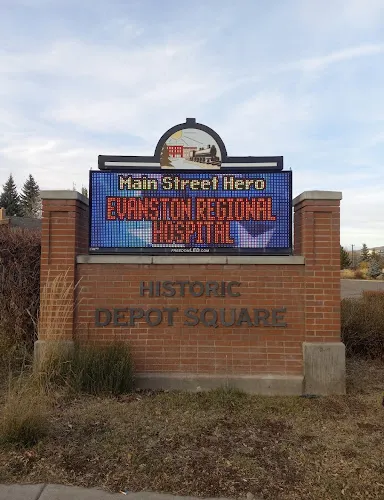 Main Street Hero
EVANSTON REGIONAL
HOSPITAL
HISTORIC
DEPOT SQUARE